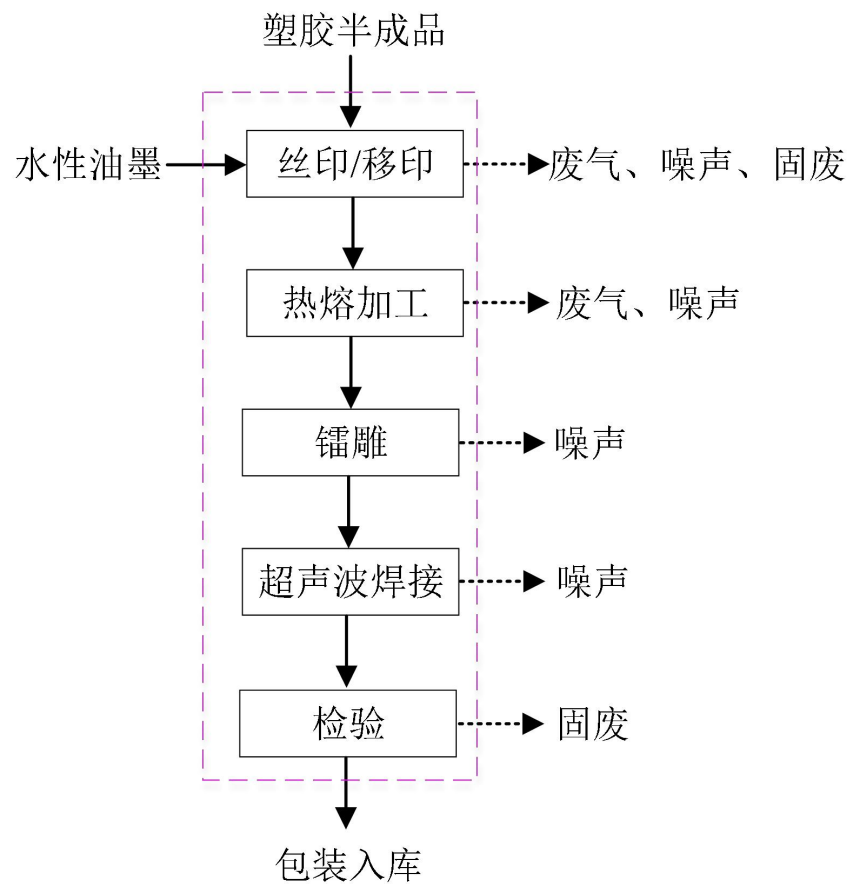 塑胶半成品
水性油墨
丝印/移印
废气、噪声、固废
热熔加工
废气、噪声
镭雕
噪声
超声波焊接
噪声
检验
固废
包装入库